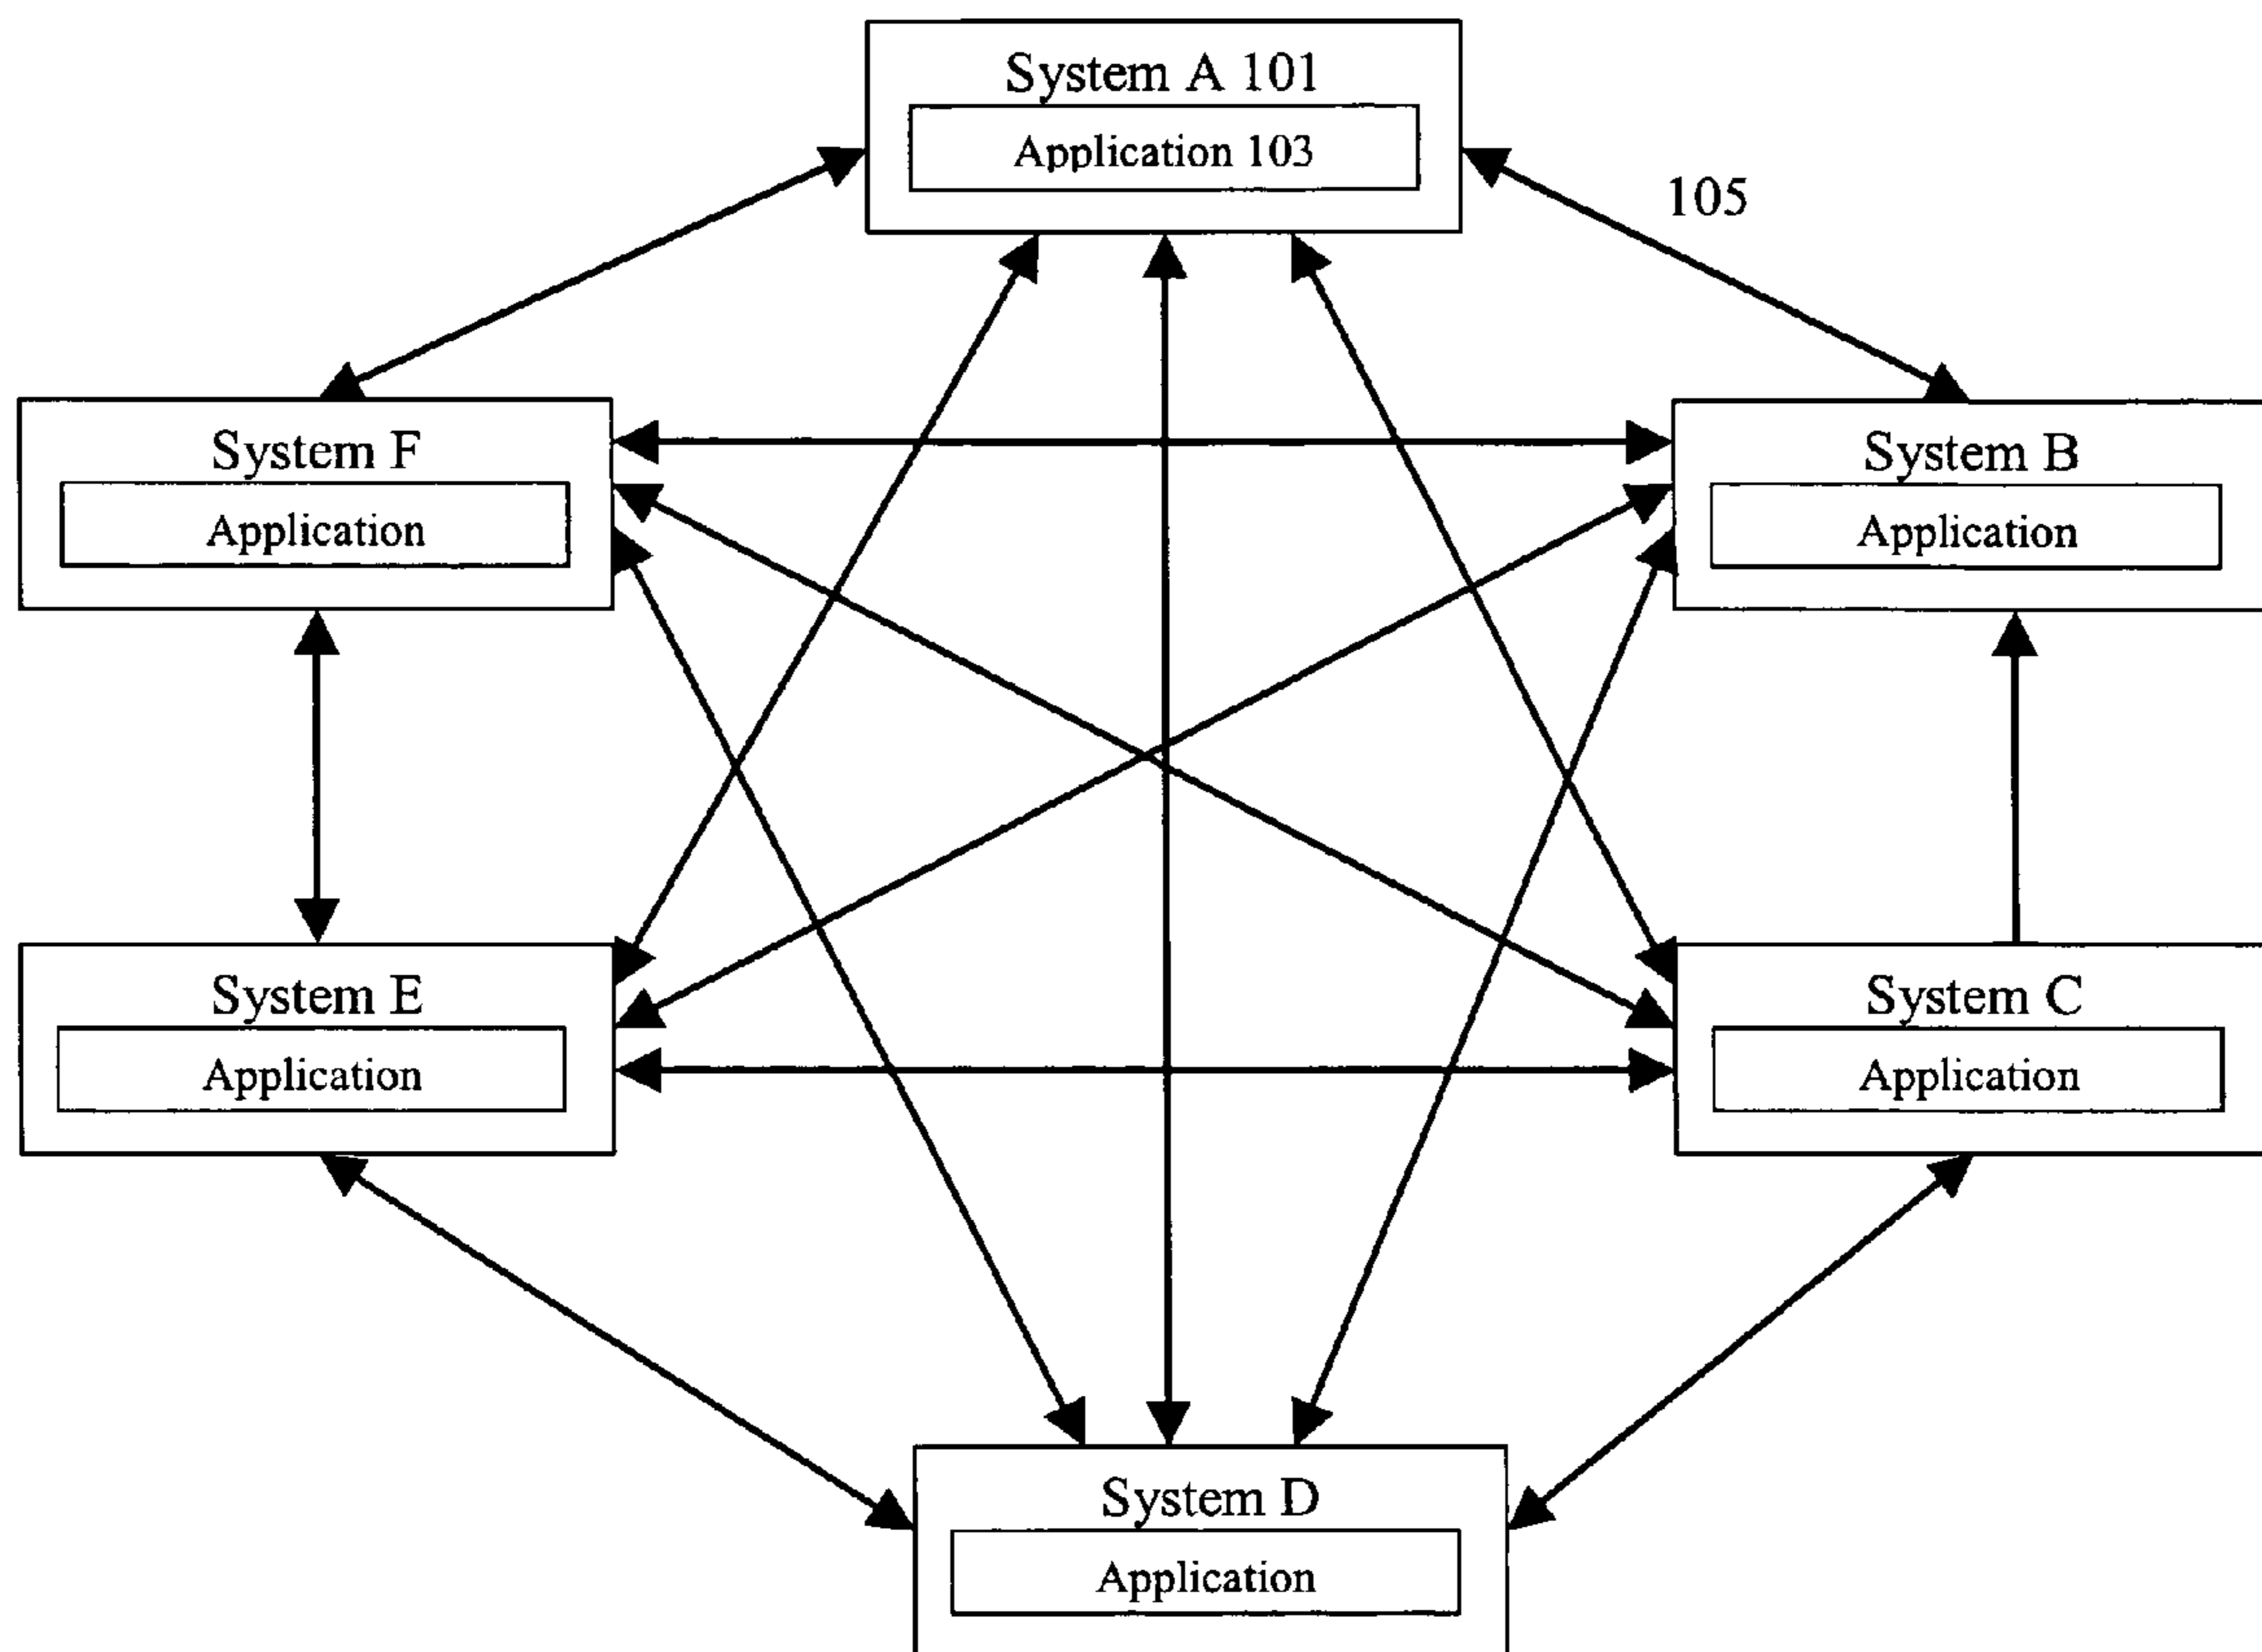 System A 101
Application 103
105
System F
Application
System B
Application
System E
Application
System C
Application
System D
Application